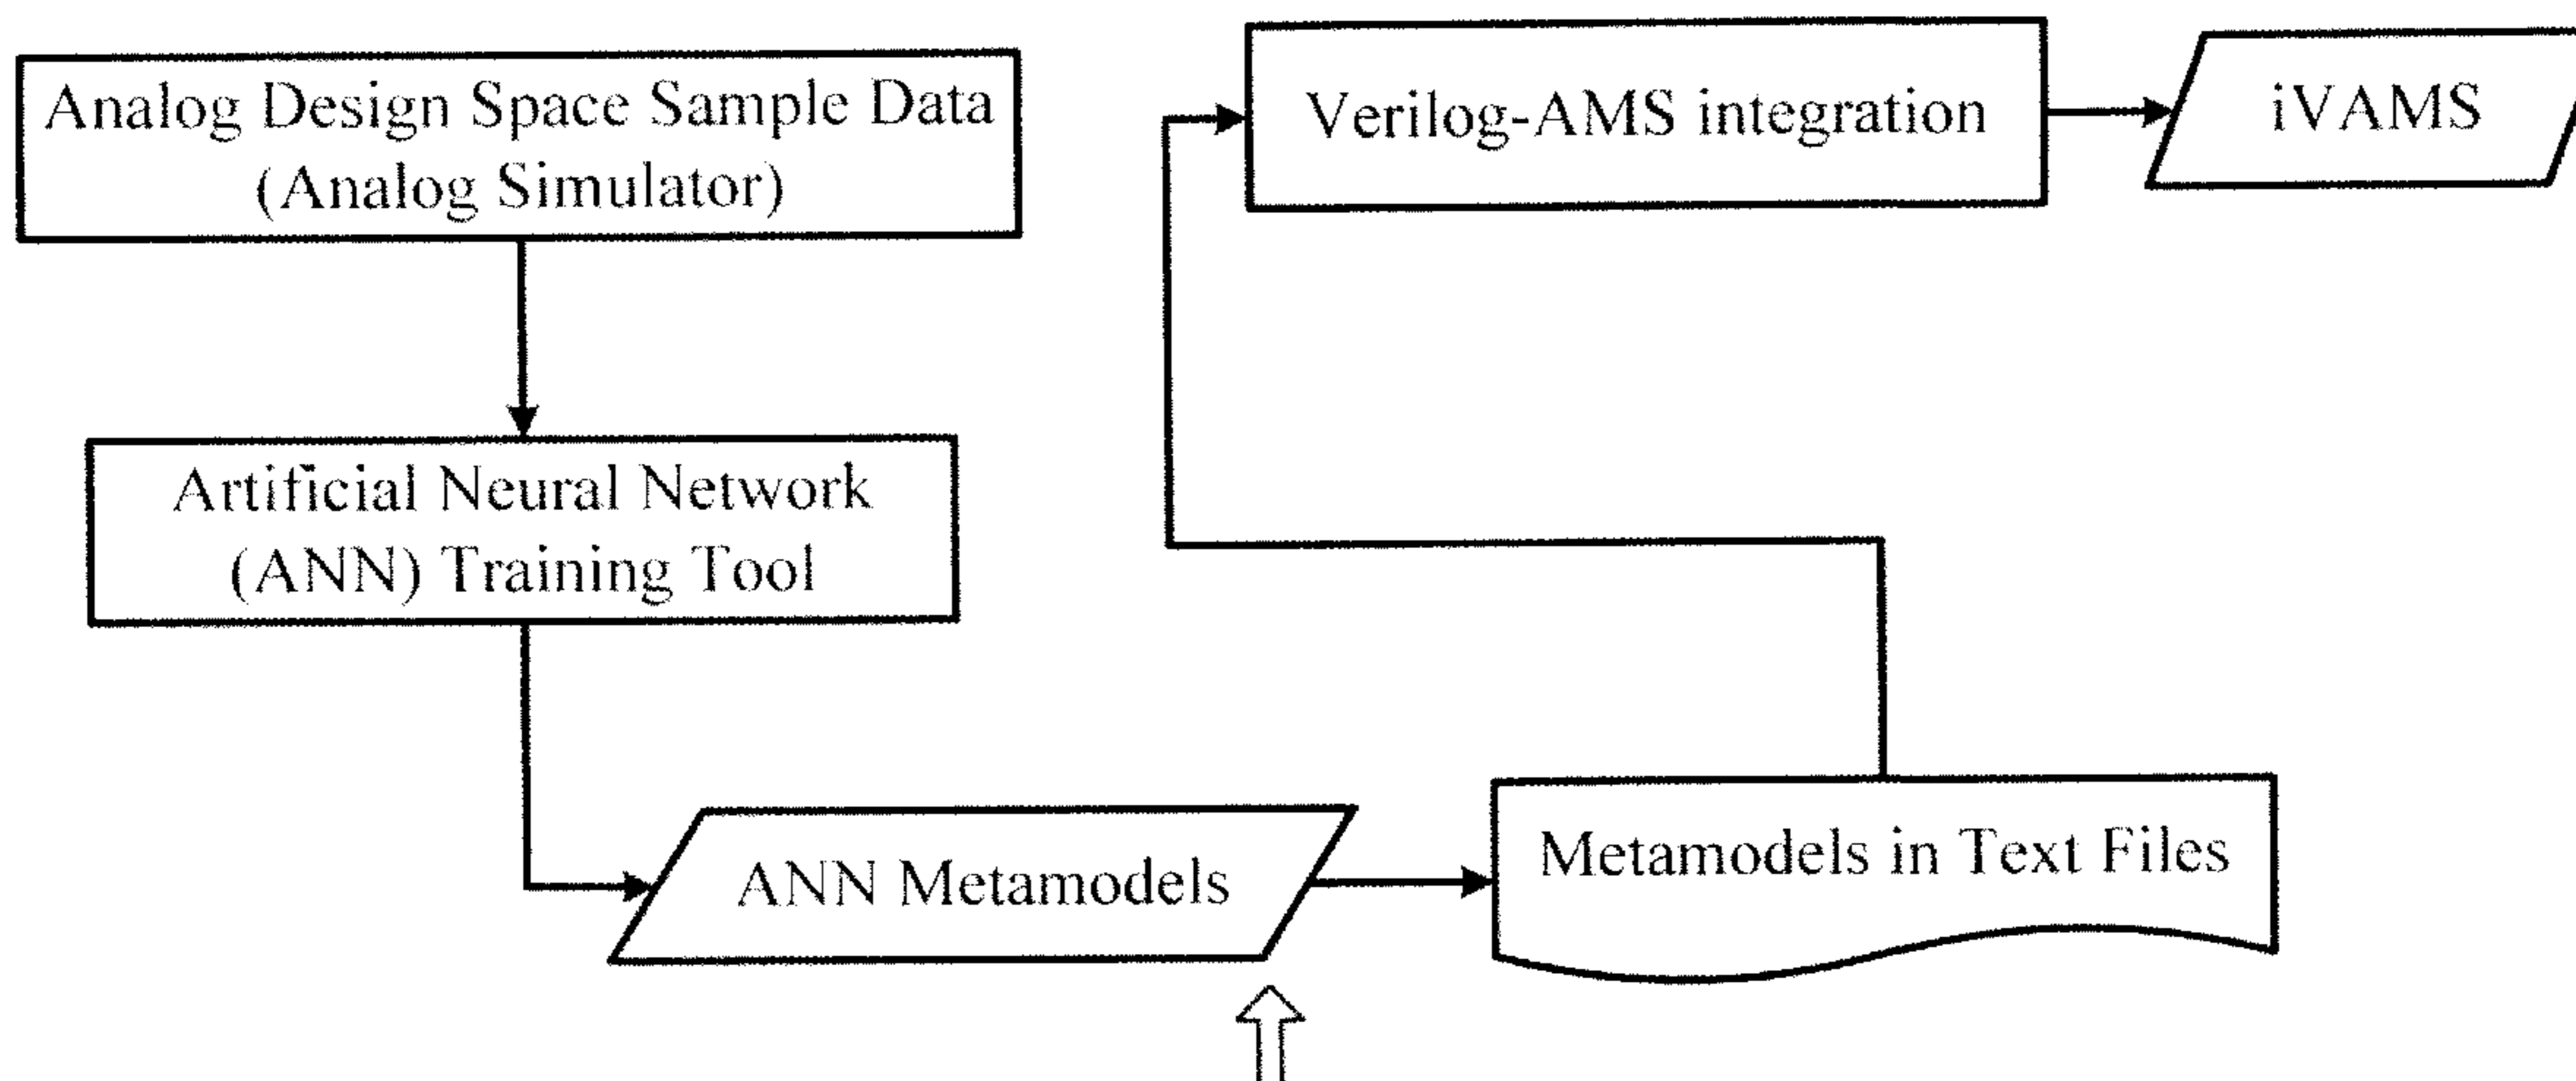 Analog Design Space Sample Data
(Analog Simulator)
Artificial Neural Network
(ANN) Training Tool
ANN Metamodels
Metamodels in Text Files
Verilog-AMS integration
iVAMS